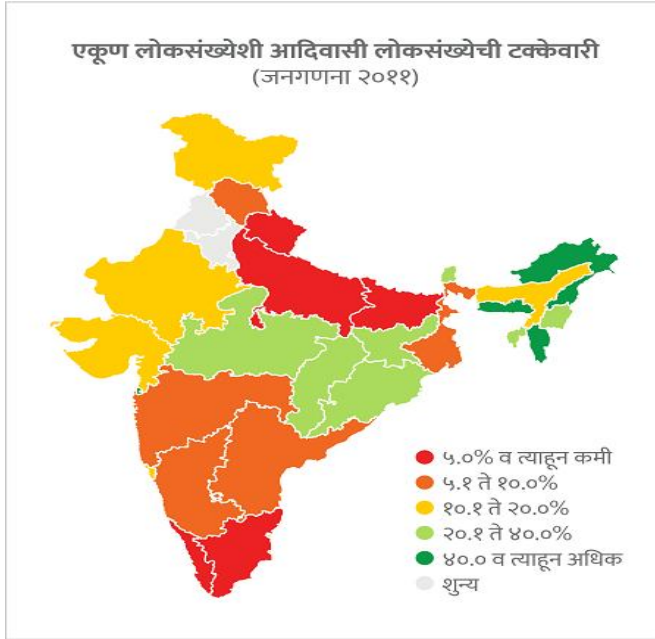 एकूण लोकसंख्येशी आदिवासी लोकसंख्येची टक्केवारी
(जनगणना २०११)
५.०% व त्याहून कमी
५.१ ते १०.०%
१०.१ ते २०.०%
२०.१ ते ४०.०%
४०.० व त्याहून अधिक
शुन्य